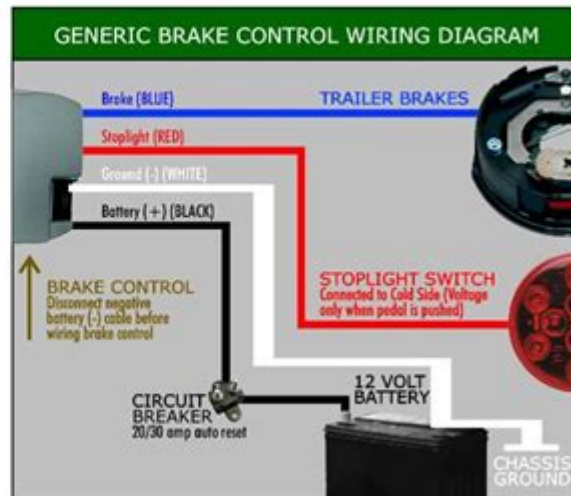 GENERIC BRAKE CONTROL WIRING DIAGRAM
Brake (BLUE)
TRAILER BRAKES
Stoplight (RED)
Ground (-) (WHITE)
Battery (+) (BLACK)
BRAKE CONTROL
Disconnect negative
battery (-) cable before
wiring brake control
STOPLIGHT SWITCH
Connected to Cold Side (Voltage
only when pedal is pushed)
12 VOLT
BATTERY
CIRCUIT
BREAKER
20/30 amp auto reset
CHASSIS
GROUND